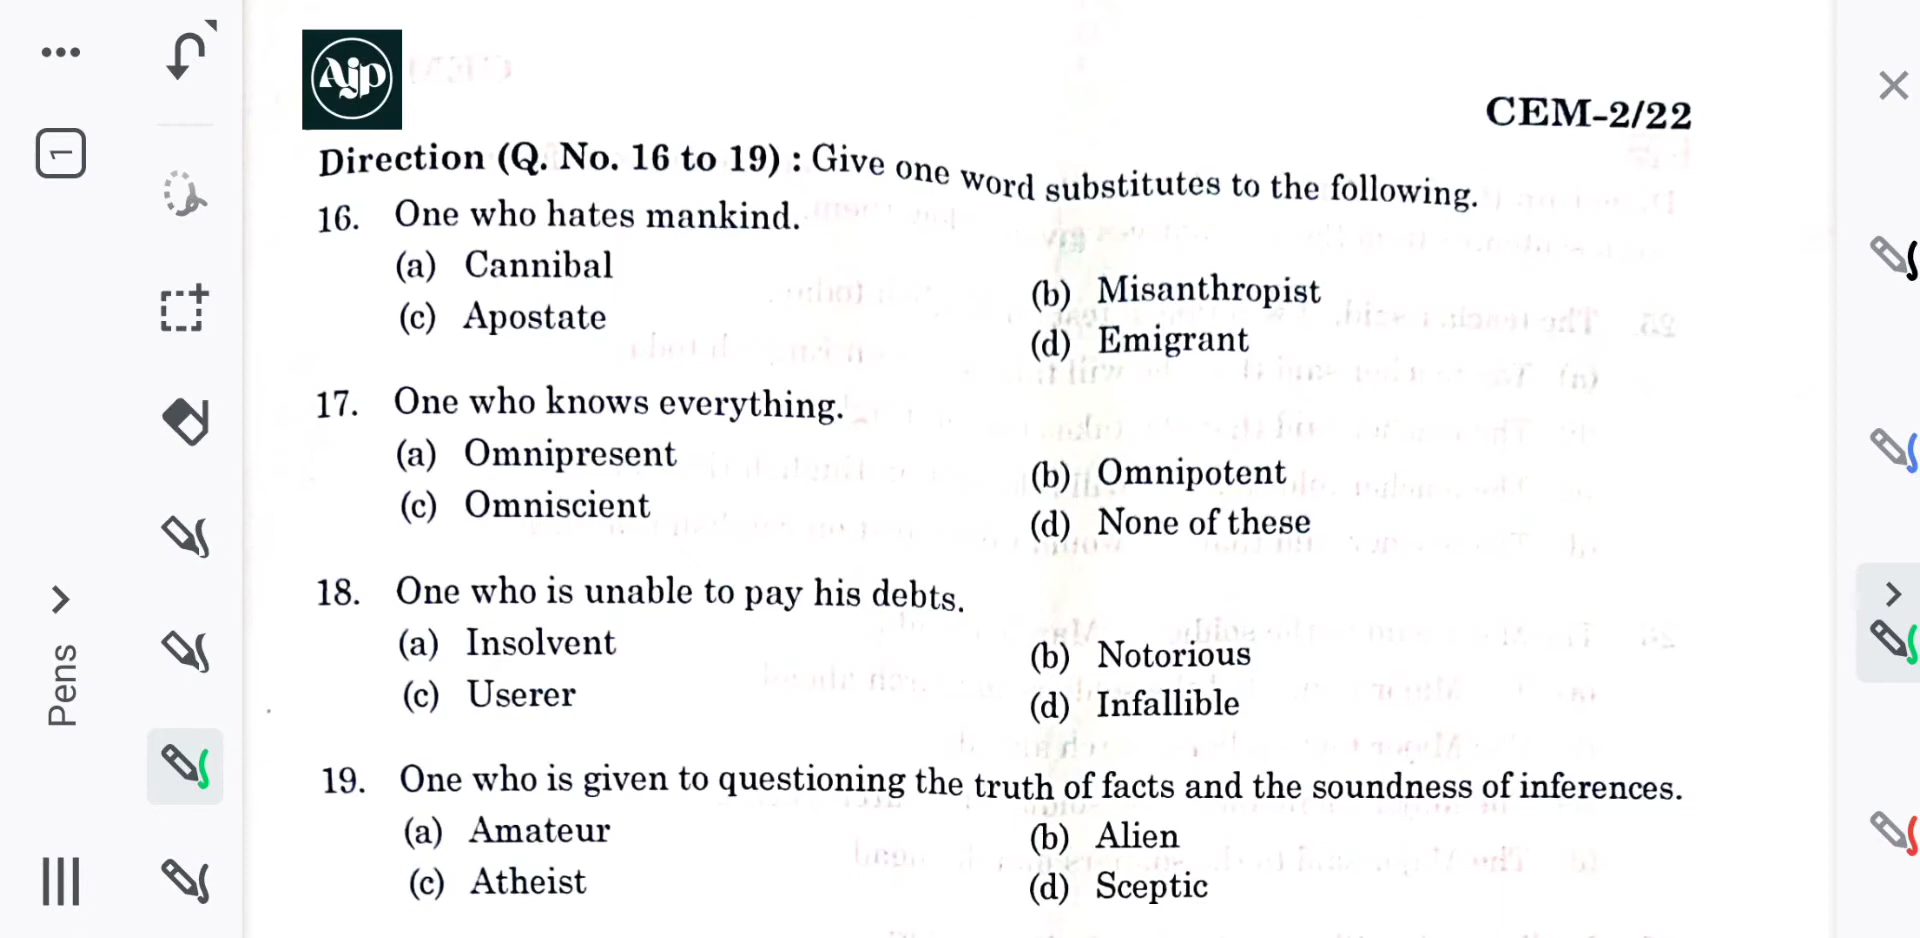 Ajp
CEM-2/22
Direction (Q. No. 16 to 19) : Give one word substitutes to the following.
16. One who hates mankind.
(a) Cannibal
(b) Misanthropist
(c) Apostate
(d) Emigrant
17. One who knows everything.
(a) Omnipresent
(b) Omnipotent
(c) Omniscient
(d) None of these
18. One who is unable to pay his debts.
(a) Insolvent
(b) Notorious
(c) Userer
(d) Infallible
19. One who is given to questioning the truth of facts and the soundness of inferences.
(a) Amateur
(b) Alien
(c) Atheist
(d) Sceptic
Pens
1